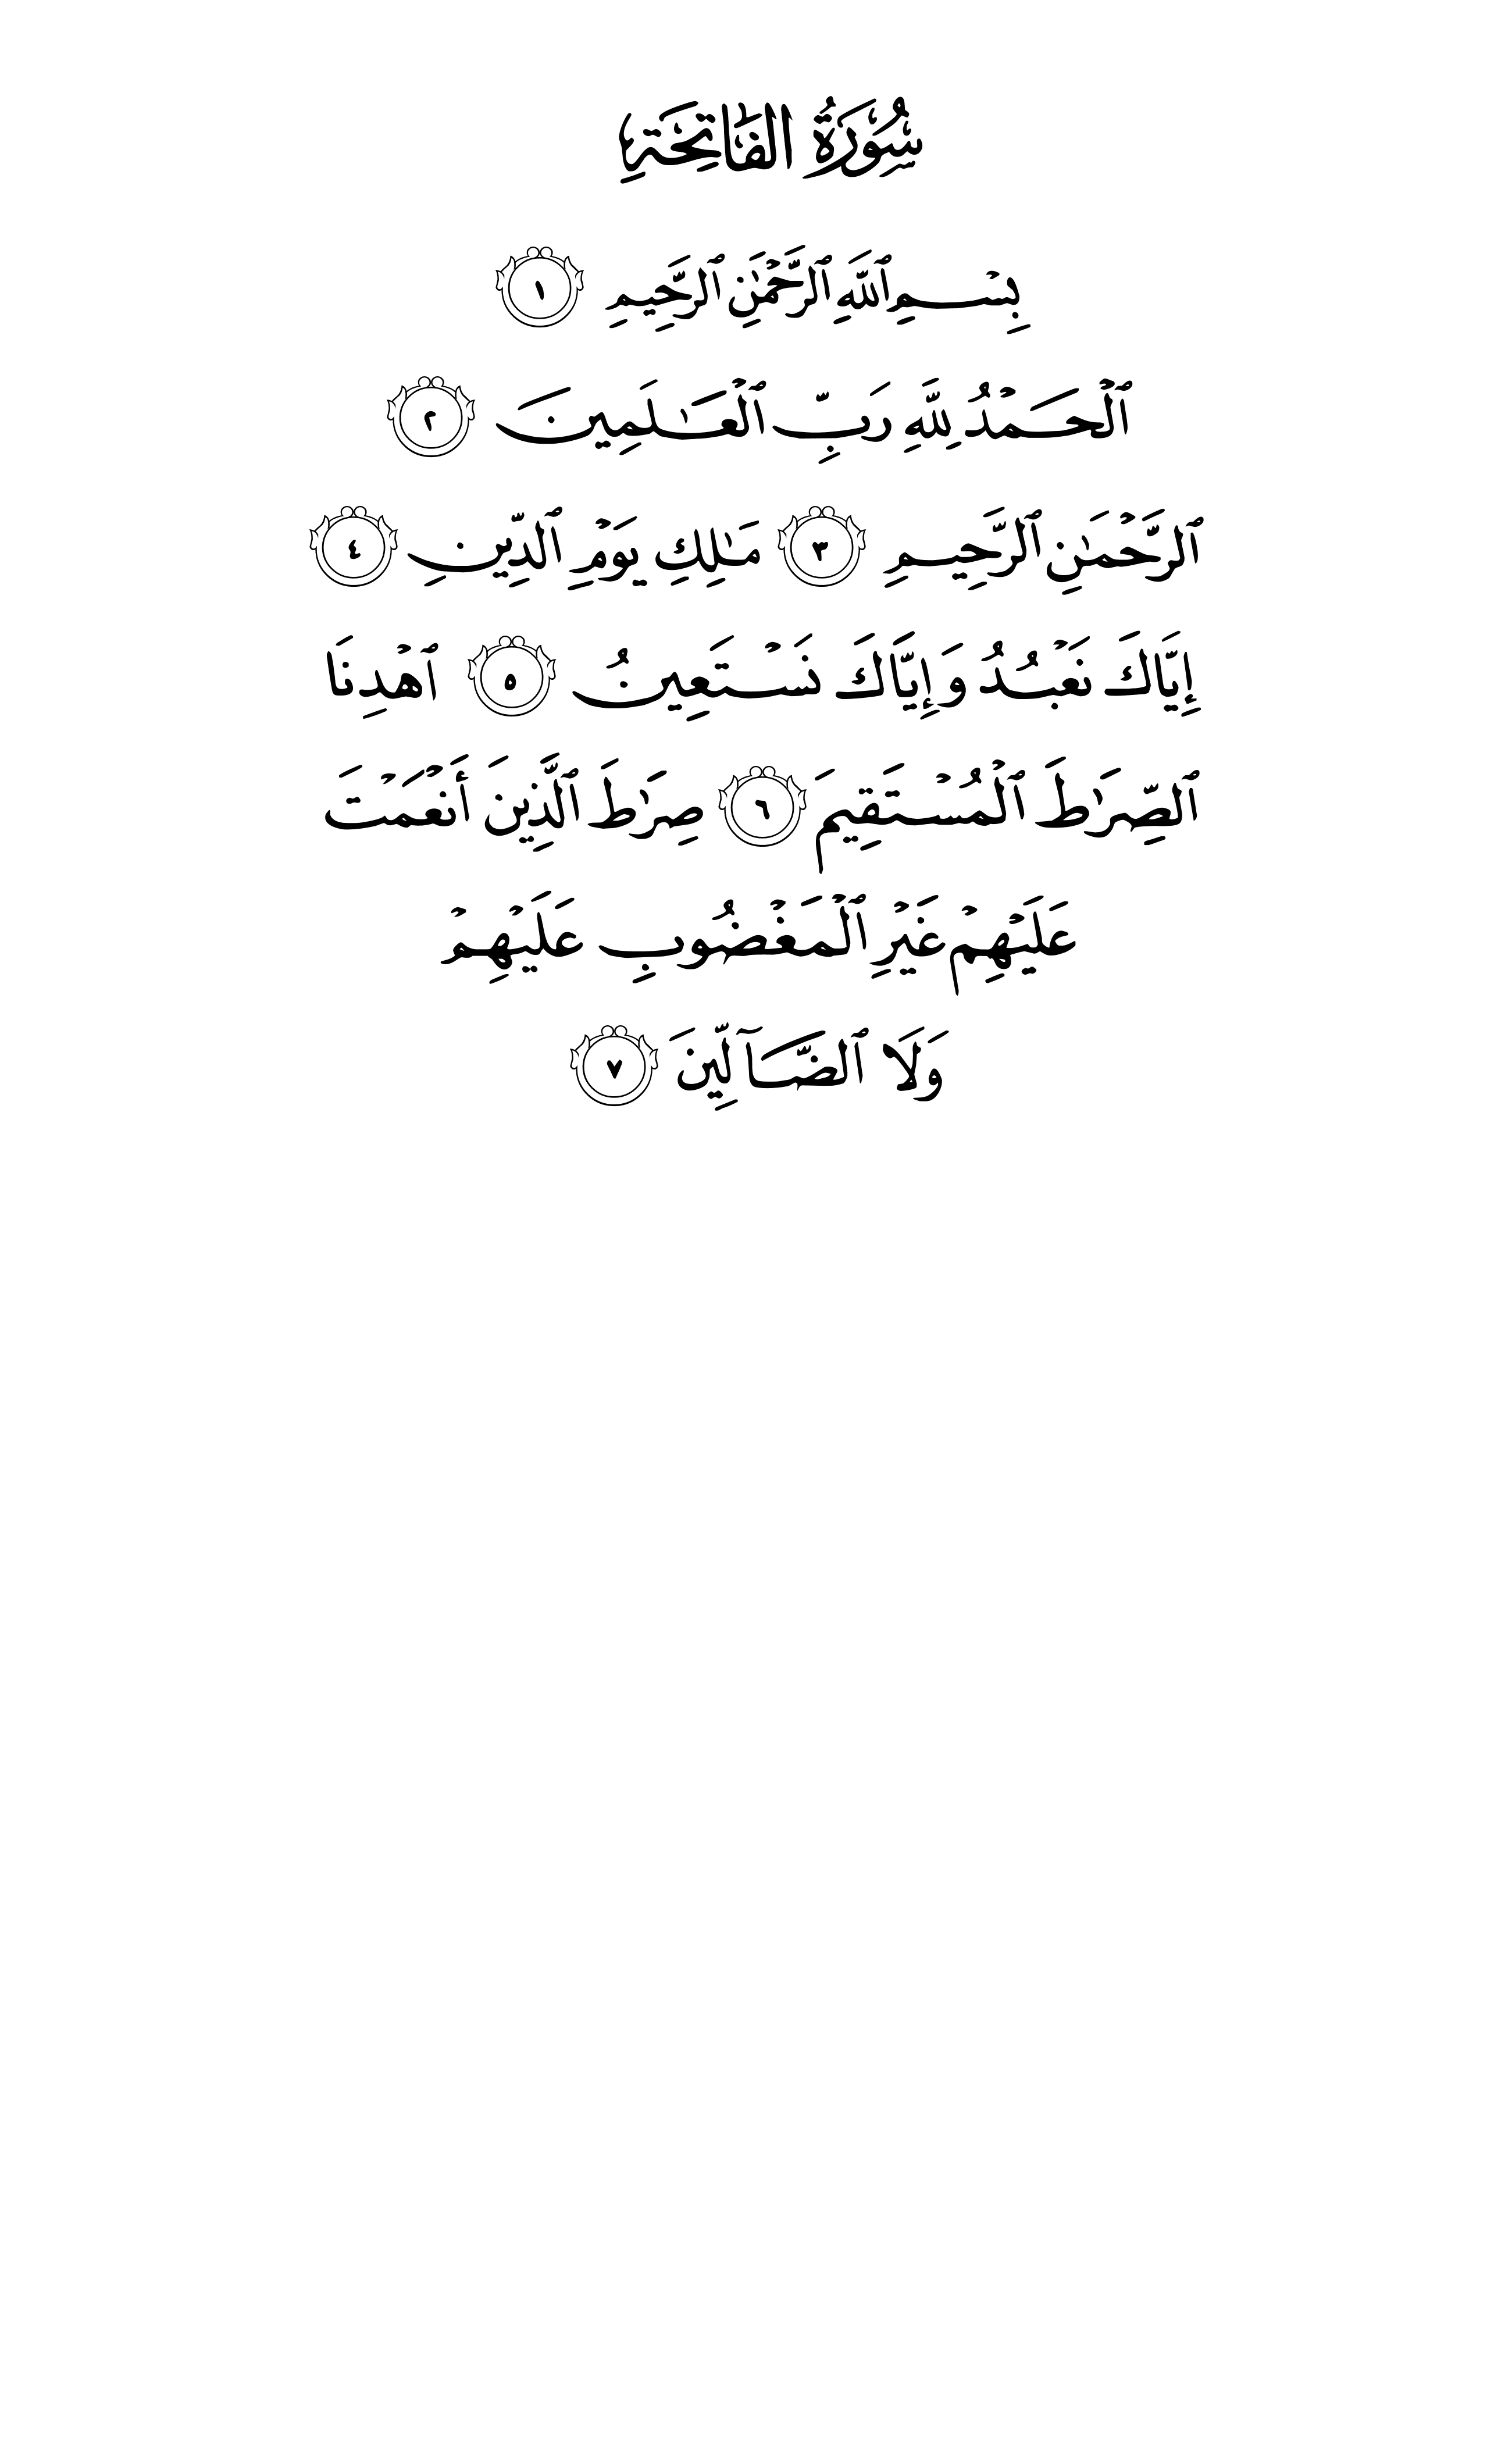 سُورَةُ الفَاتِحَةِ
بِسْمِ ٱللَّهِ ٱلرَّحْمَٰنِ ٱلرَّحِيمِ ١
ٱلْحَمْدُ لِلَّهِ رَبِّ ٱلْعَٰلَمِينَ ٢
ٱلرَّحْمَٰنِ ٱلرَّحِيمِ ٣ مَٰلِكِ يَوْمِ ٱلدِّينِ ٤
إِيَّاكَ نَعْبُدُ وَإِيَّاكَ نَسْتَعِينُ ٥ ٱهْدِنَا
ٱلصِّرَٰطَ ٱلْمُسْتَقِيمَ ٦ صِرَٰطَ ٱلَّذِينَ أَنْعَمْتَ
عَلَيْهِمْ غَيْرِ ٱلْمَغْضُوبِ عَلَيْهِمْ
وَلَا ٱلضَّآلِّينَ ٧